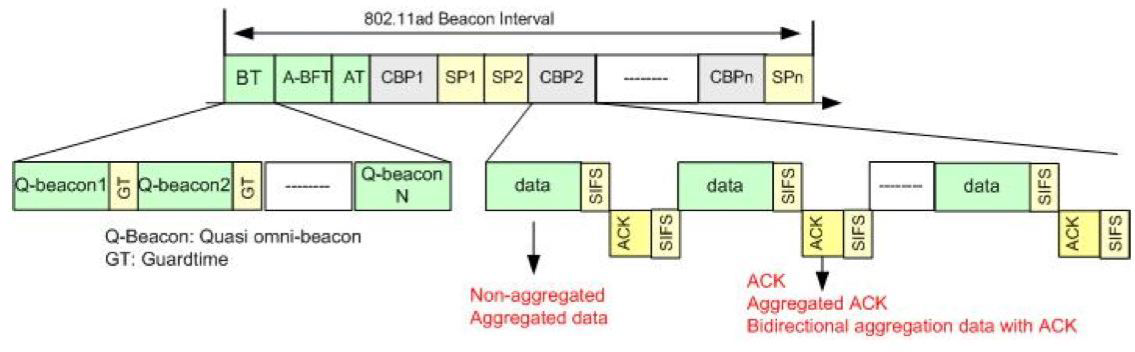 802.11ad Beacon Interval
BT A-BFT AT CBP1 SP1 SP2 CBP2 -------- CBPn SPn
Q-beacon1 GT Q-beacon2 GT -------- Q-beacon N
data SIFS data SIFS -------- data SIFS
ACK SIFS ACK SIFS ACK SIFS
Q-Beacon: Quasi omni-beacon
GT: Guardtime
Non-aggregated
Aggregated data
ACK
Aggregated ACK
Bidirectional aggregation data with ACK